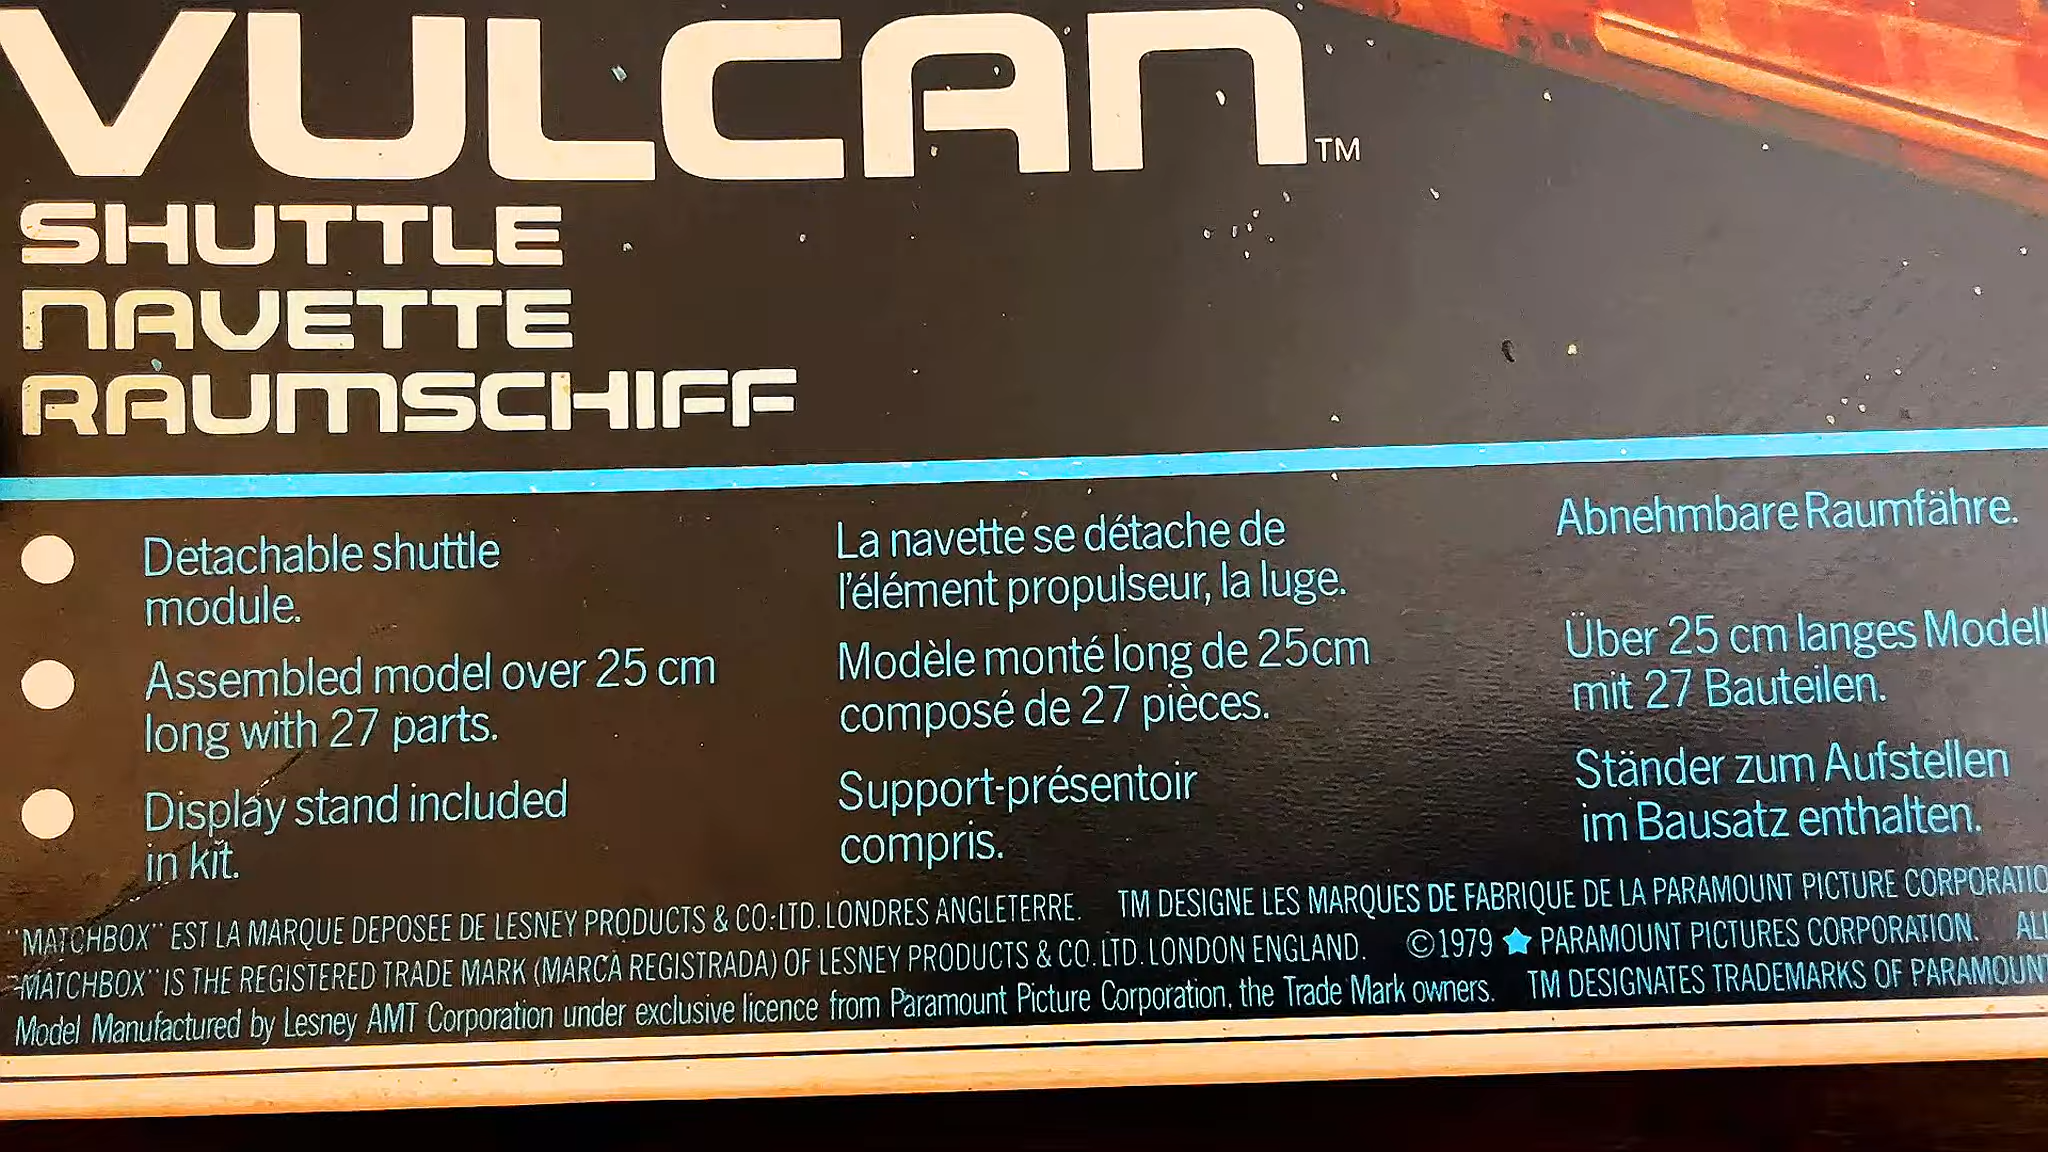 VULCAN™
SHUTTLE
NAVETTE
RAUMSCHIFF
Detachable shuttle
module.
Assembled model over 25 cm
long with 27 parts.
Display stand included
in kit.
La navette se détache de
l'élément propulseur, la luge.
Modèle monté long de 25cm
composé de 27 pièces.
Support-présentoir
compris.
Abnehmbare Raumfähre.
Über 25 cm langes Modell
mit 27 Bauteilen.
Ständer zum Aufstellen
im Bausatz enthalten.
"MATCHBOX" EST LA MARQUE DEPOSEE DE LESNEY PRODUCTS & CO. LTD. LONDRES ANGLETERRE. TM DESIGNE LES MARQUES DE FABRIQUE DE LA PARAMOUNT PICTURE CORPORATIO
"MATCHBOX" IS THE REGISTERED TRADE MARK (MARCA REGISTRADA) OF LESNEY PRODUCTS & CO. LTD. LONDON ENGLAND. ©1979 ★ PARAMOUNT PICTURES CORPORATION. AL
Model Manufactured by Lesney AMT Corporation under exclusive licence from Paramount Picture Corporation, the Trade Mark owners. TM DESIGNATES TRADEMARKS OF PARAMOUNT